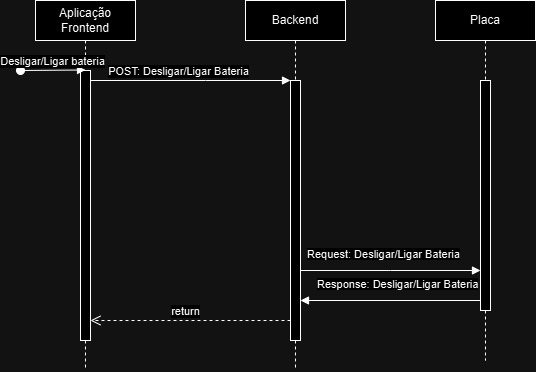 Aplicação
Frontend
Backend
Placa
Desligar/Ligar bateria
POST: Desligar/Ligar Bateria
Request: Desligar/Ligar Bateria
Response: Desligar/Ligar Bateria
return